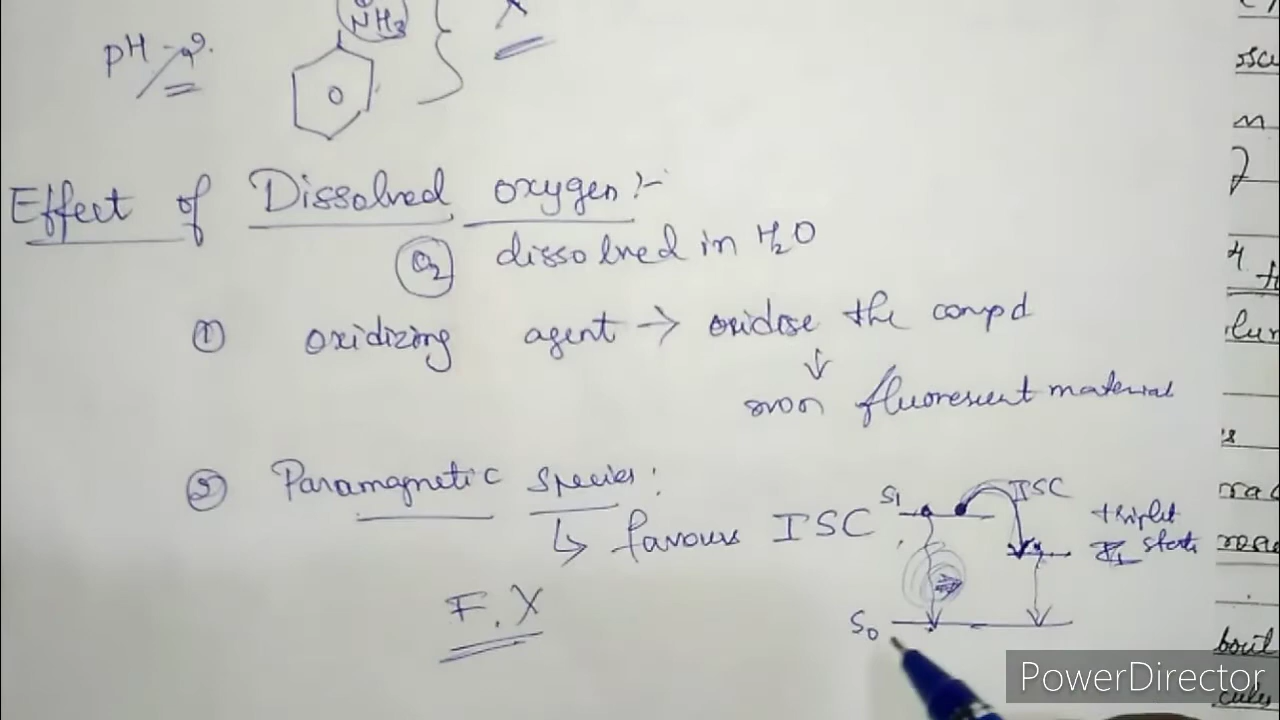 NH3
pH
Effect of Dissolved oxygen :-
O2 dissolved in H2O
① oxidizing agent → oxidise the compd
↓
non fluorescent material
② Paramagnetic Species :
↳ favours ISC
S1 ISC
triplet
T1 state
F. X
S0
PowerDirector